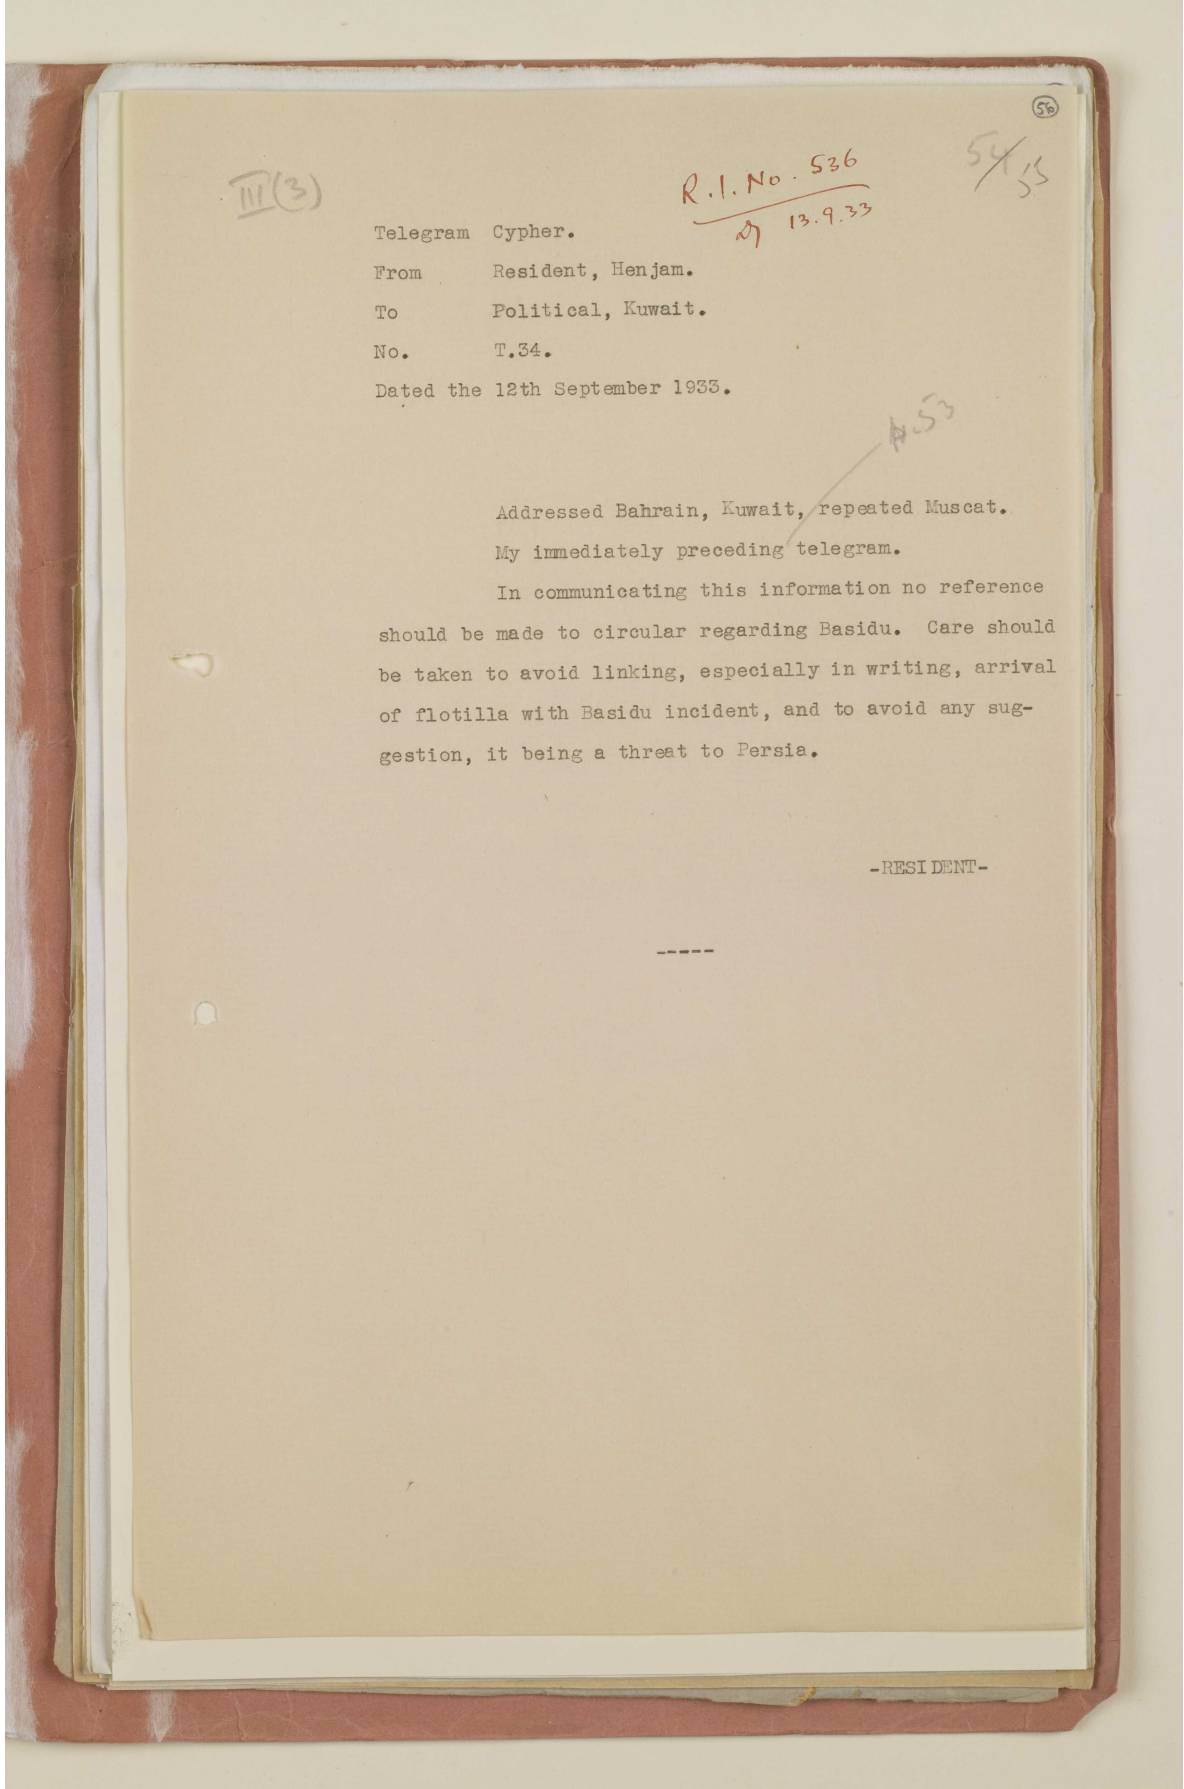 56
54/55
III(3)
R.I.No. 536
13.9.33
Telegram Cypher.
From Resident, Henjam.
To Political, Kuwait.
No. T.34.
Dated the 12th September 1933.
p.53
Addressed Bahrain, Kuwait, repeated Muscat.
My immediately preceding telegram.
In communicating this information no reference
should be made to circular regarding Basidu. Care should
be taken to avoid linking, especially in writing, arrival
of flotilla with Basidu incident, and to avoid any sug-
gestion, it being a threat to Persia.
-RESIDENT-
-----